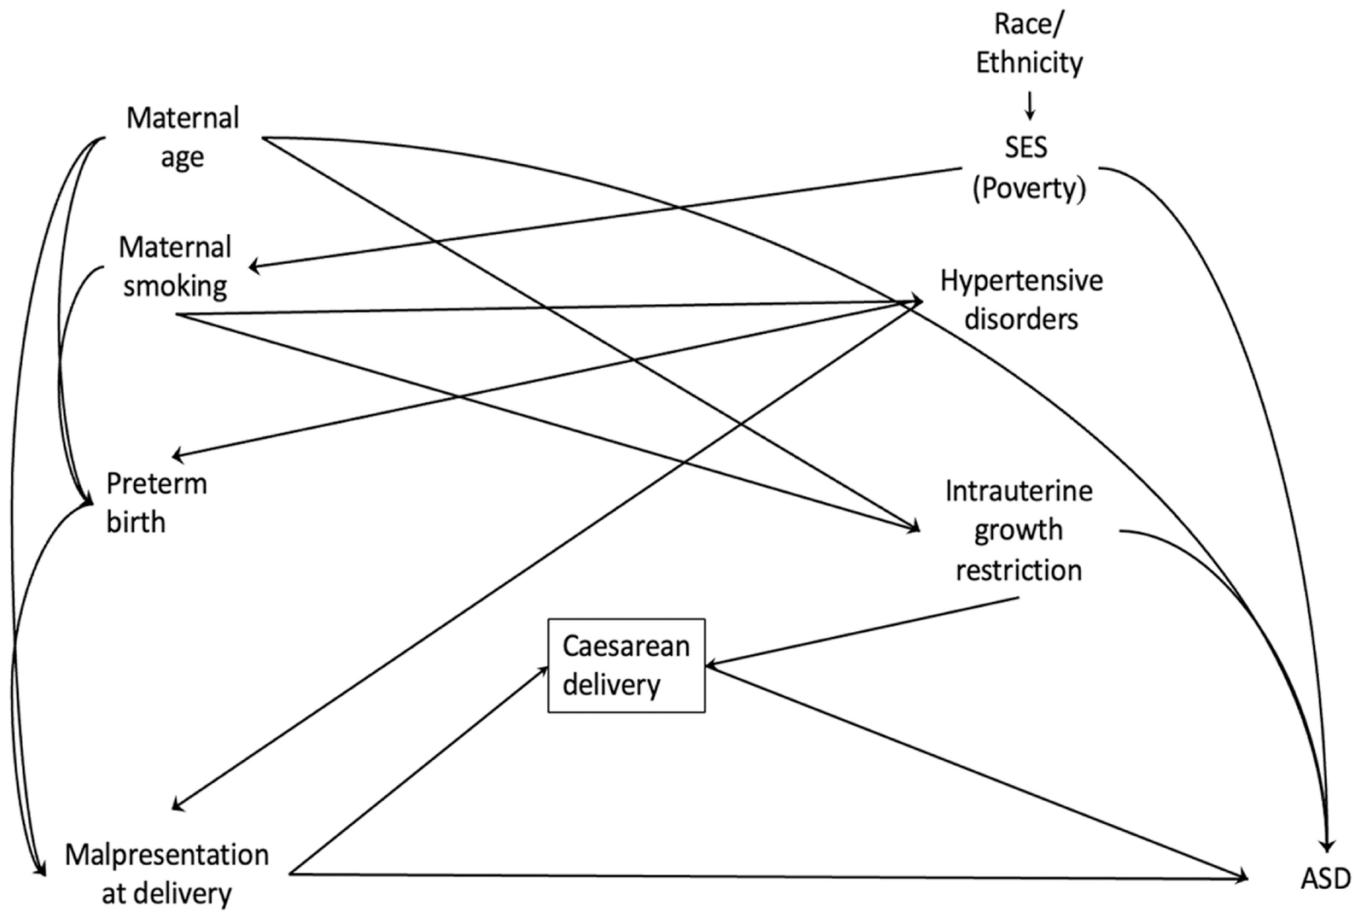 Race/
Ethnicity
Maternal
age
SES
(Poverty)
Maternal
smoking
Hypertensive
disorders
Preterm
birth
Intrauterine
growth
restriction
Caesarean
delivery
Malpresentation
at delivery
ASD